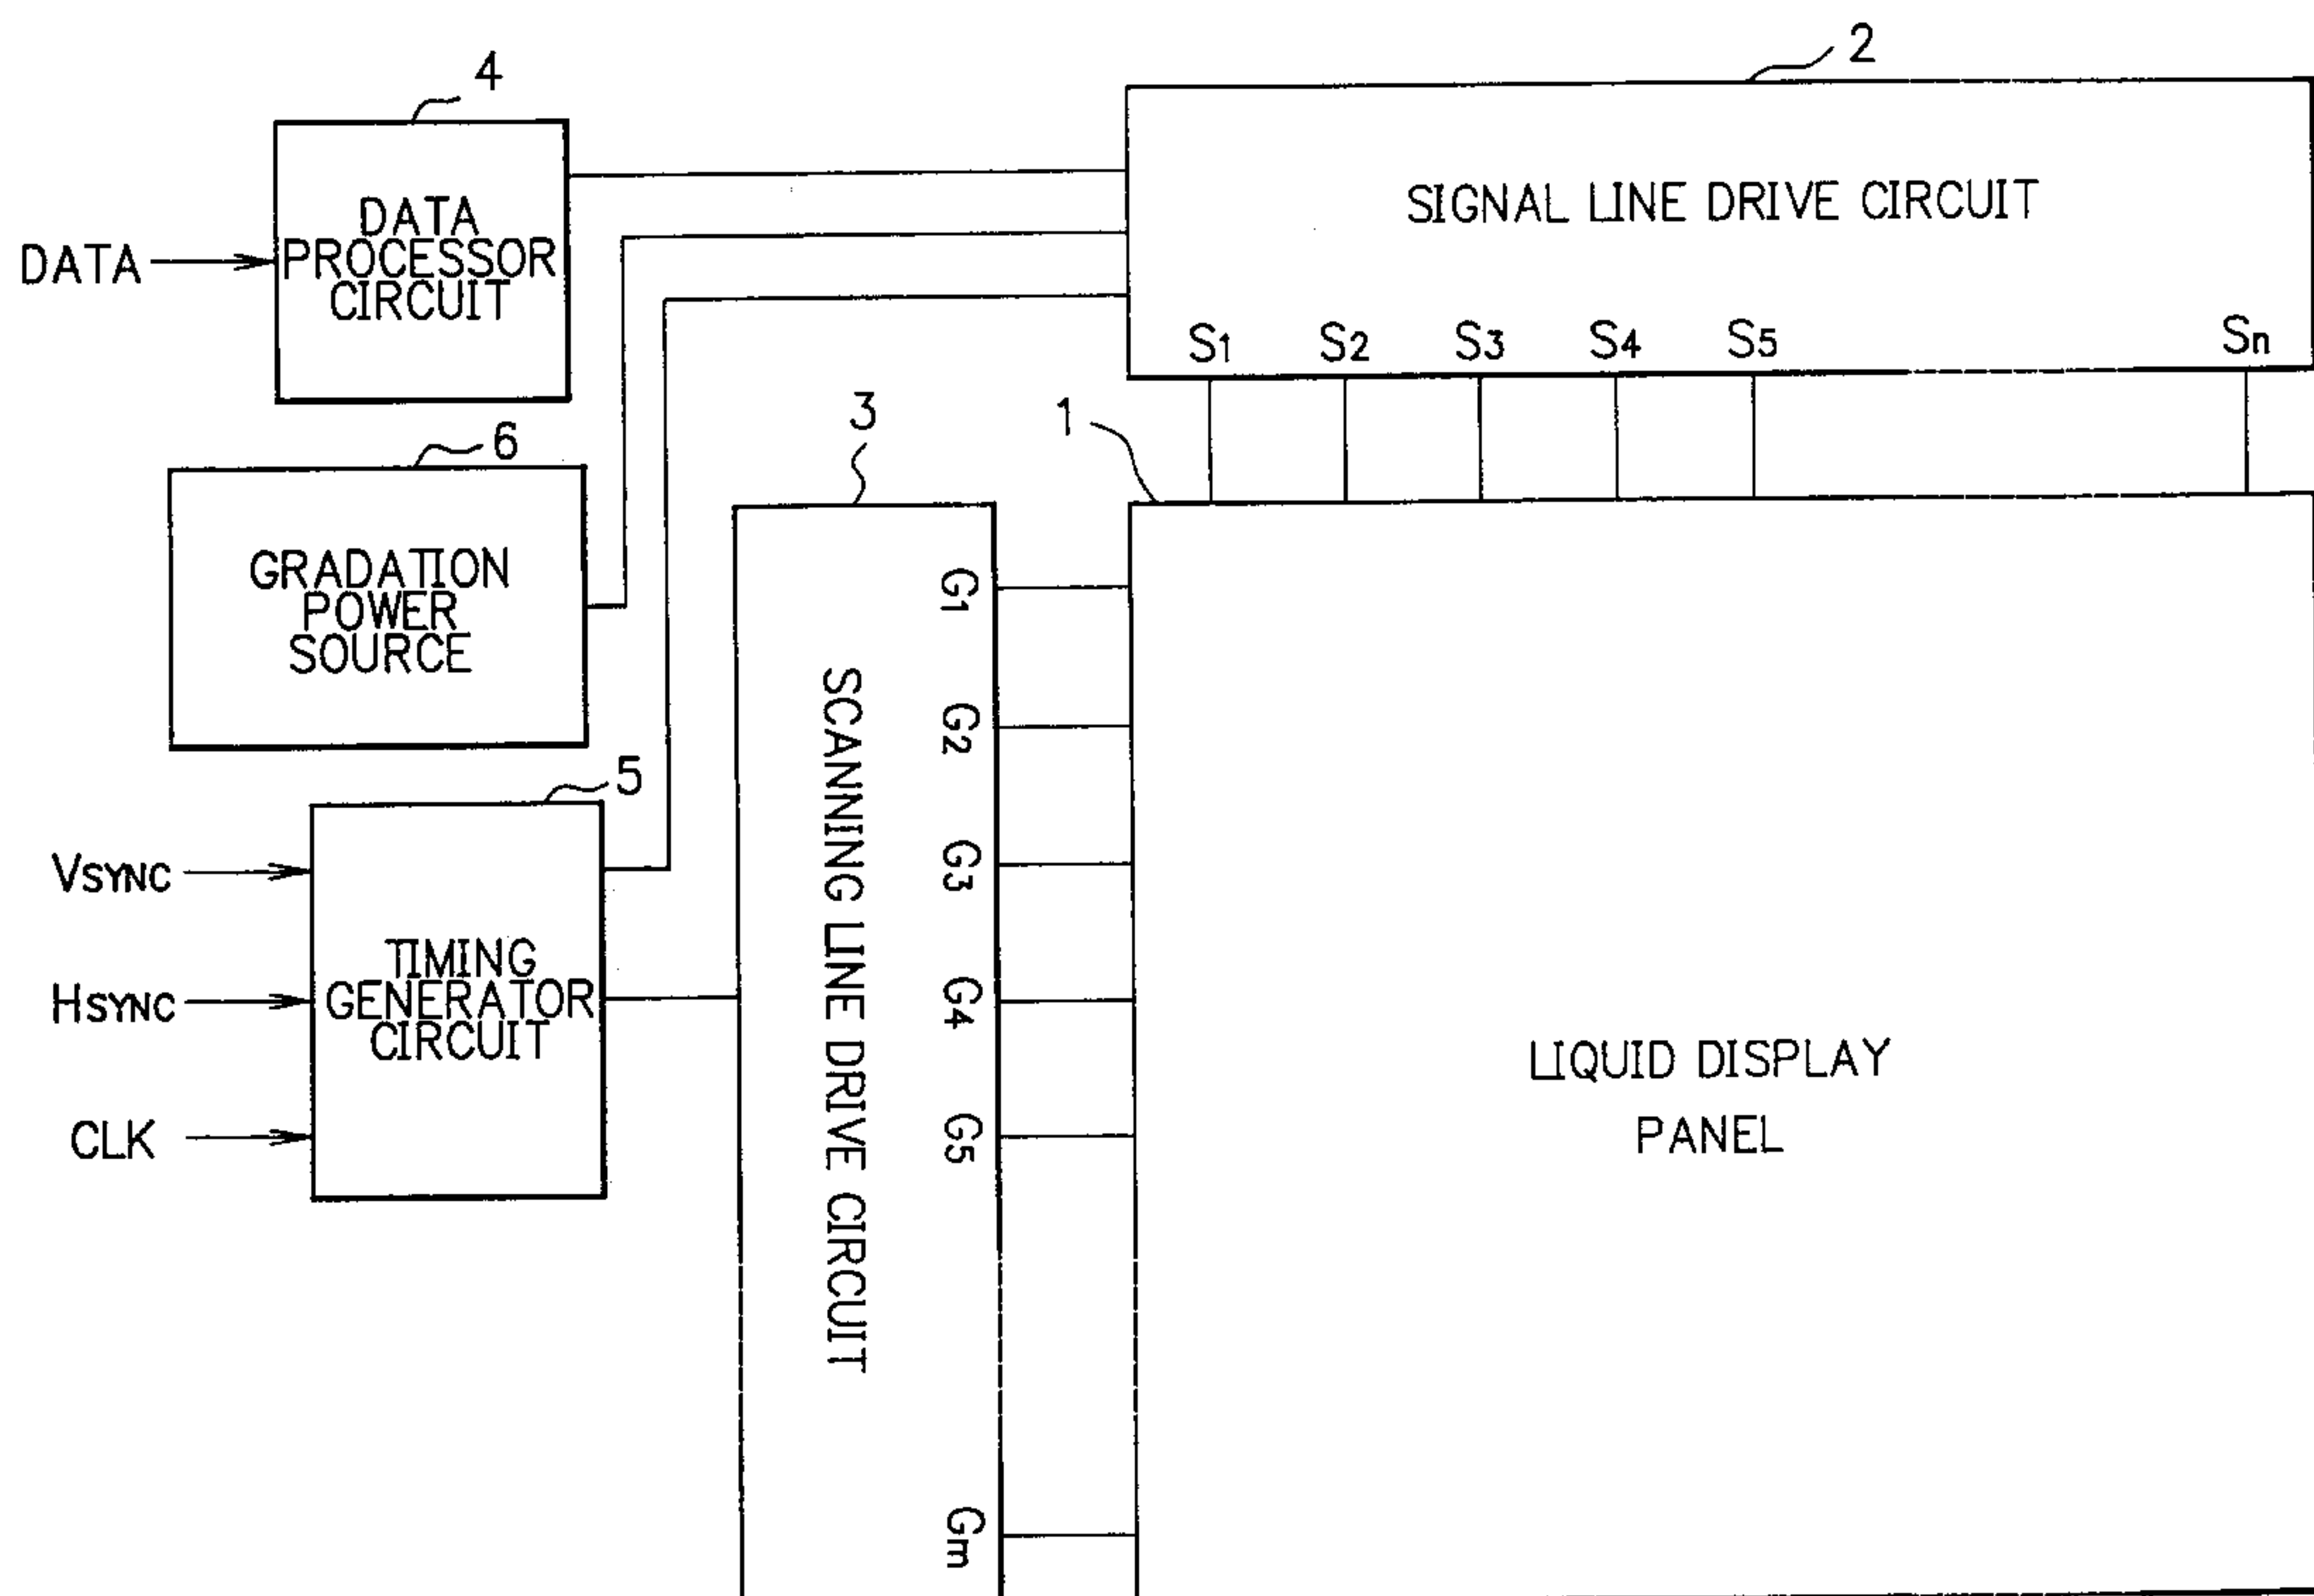 4
2
DATA
DATA
PROCESSOR
CIRCUIT
SIGNAL LINE DRIVE CIRCUIT
S1 S2 S3 S4 S5 Sn
6
3
1
GRADATION
POWER
SOURCE
5
VSYNC
HSYNC
CLK
TIMING
GENERATOR
CIRCUIT
SCANNING LINE DRIVE CIRCUIT
G1
G2
G3
G4
G5
Gm
LIQUID DISPLAY
PANEL